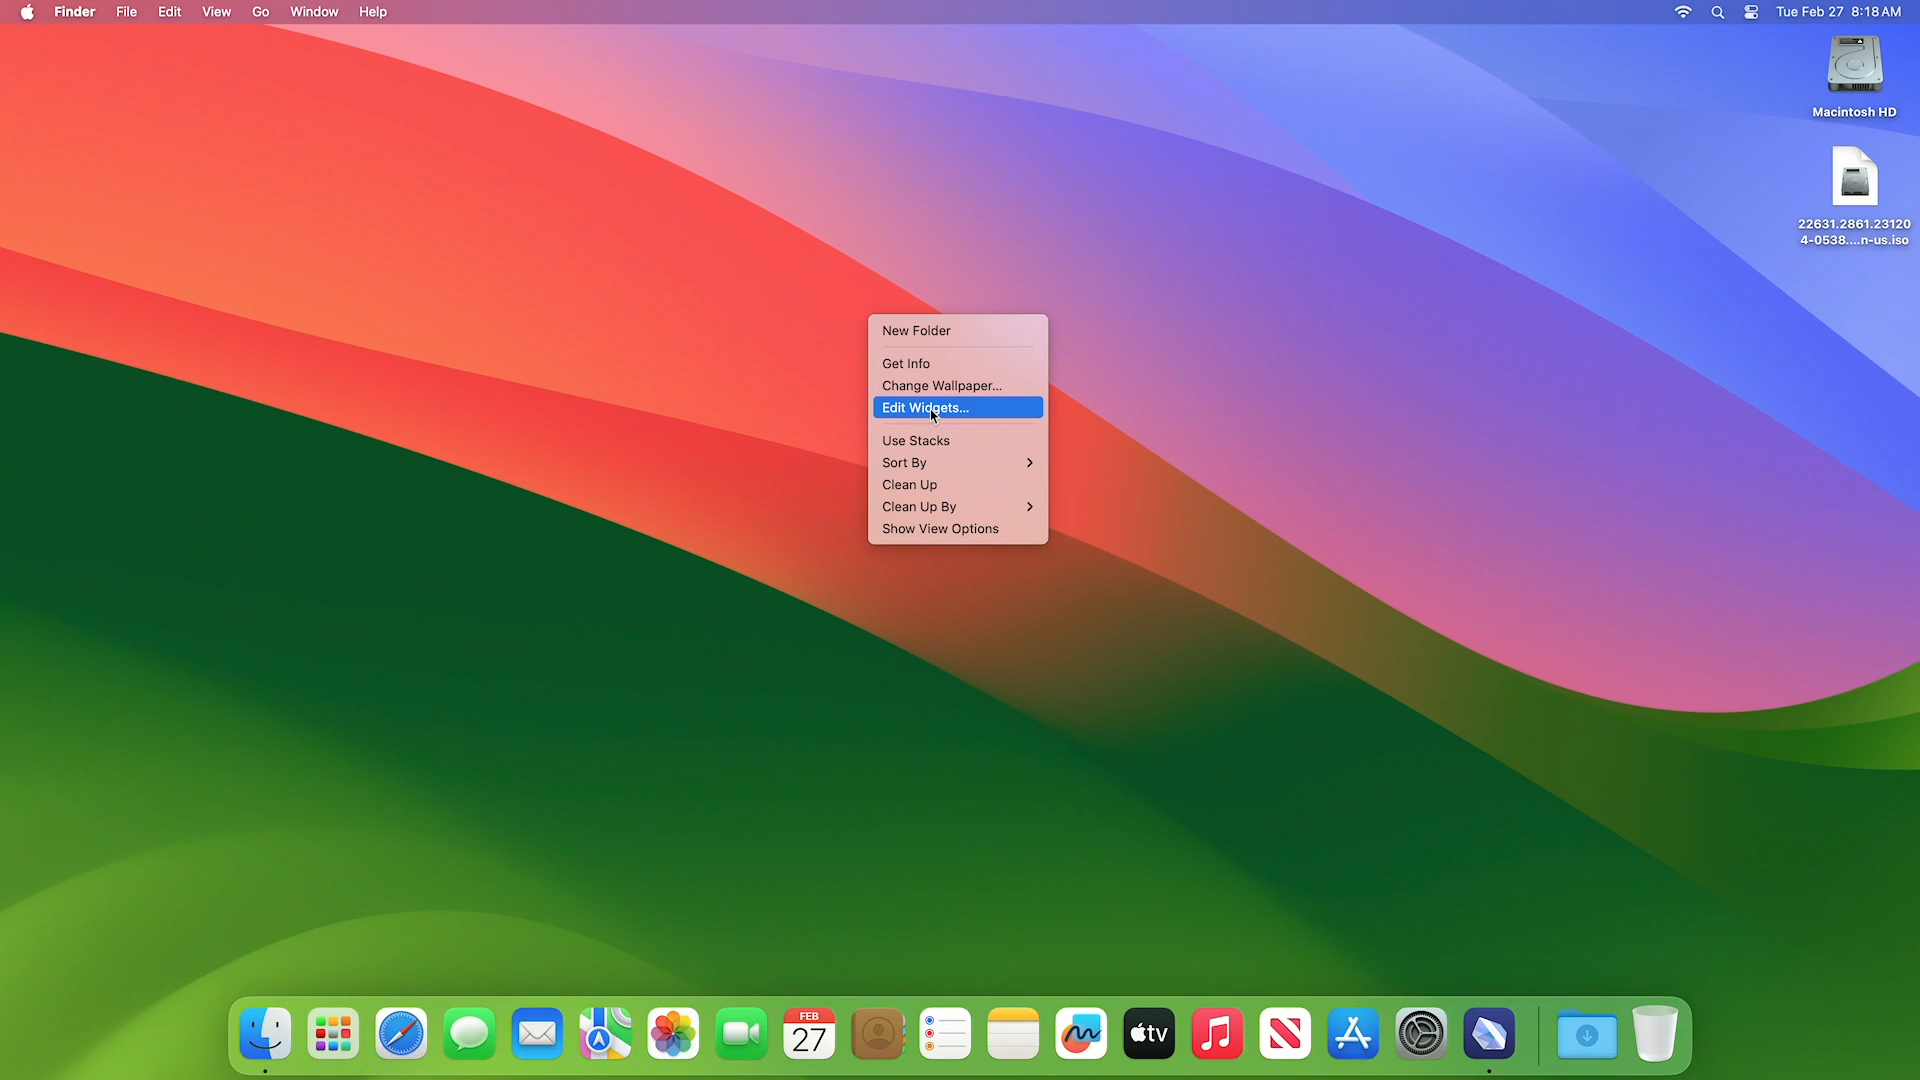 Finder File Edit View Go Window Help
Tue Feb 27 8:18 AM
Macintosh HD
22631.2861.23120
4-0538....n-us.iso
New Folder
Get Info
Change Wallpaper...
Edit Widgets...
Use Stacks
Sort By
Clean Up
Clean Up By
Show View Options
FEB
27
tv